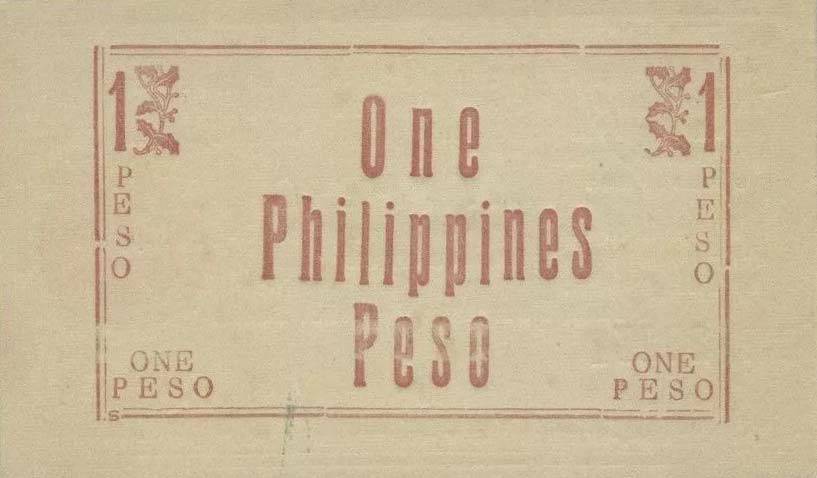 1
1
One
PESO
PESO
Philippines
Peso
ONE
PESO
ONE
PESO
s